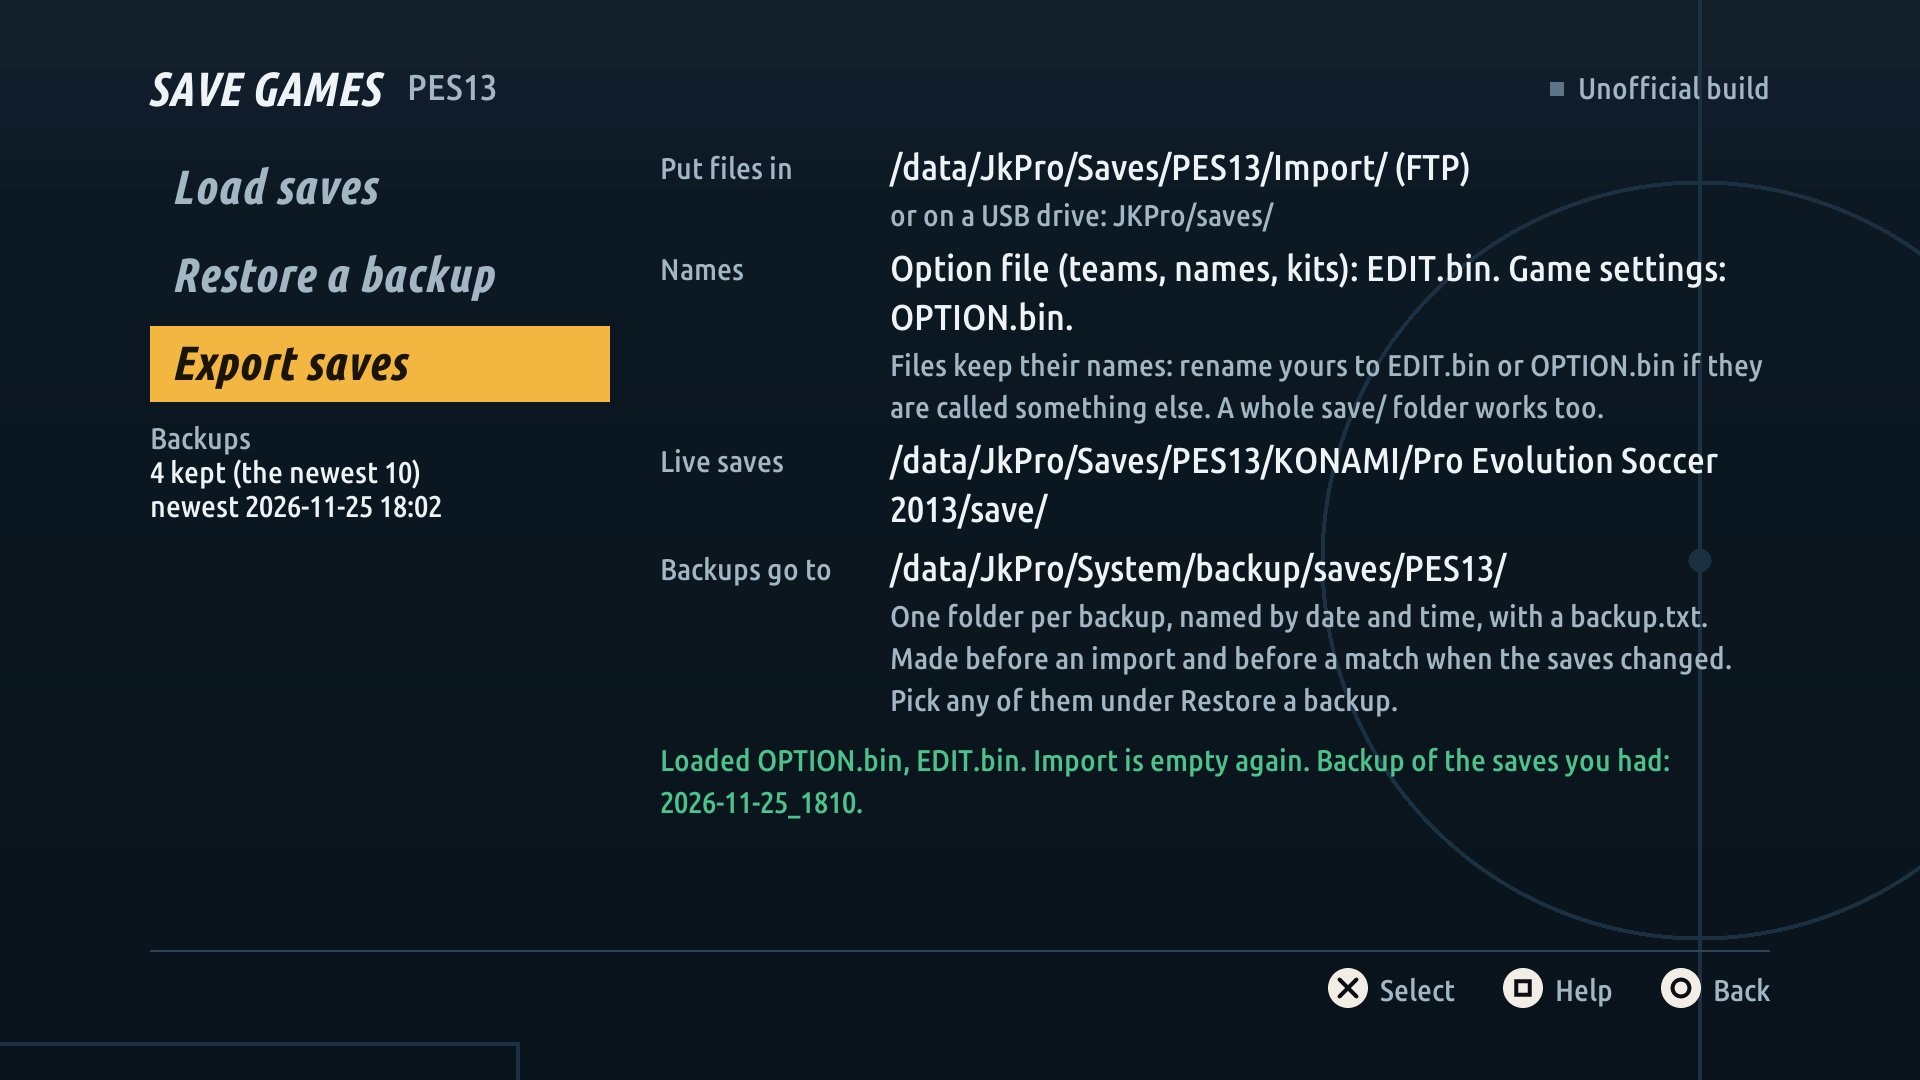 SAVE GAMES PES13
Unofficial build
Load saves
Restore a backup
Export saves
Backups
4 kept (the newest 10)
newest 2026-11-25 18:02
Put files in
/data/JkPro/Saves/PES13/Import/ (FTP)
or on a USB drive: JKPro/saves/
Names
Option file (teams, names, kits): EDIT.bin. Game settings:
OPTION.bin.
Files keep their names: rename yours to EDIT.bin or OPTION.bin if they
are called something else. A whole save/ folder works too.
Live saves
/data/JkPro/Saves/PES13/KONAMI/Pro Evolution Soccer
2013/save/
Backups go to
/data/JkPro/System/backup/saves/PES13/
One folder per backup, named by date and time, with a backup.txt.
Made before an import and before a match when the saves changed.
Pick any of them under Restore a backup.
Loaded OPTION.bin, EDIT.bin. Import is empty again. Backup of the saves you had:
2026-11-25_1810.
Select
Help
Back